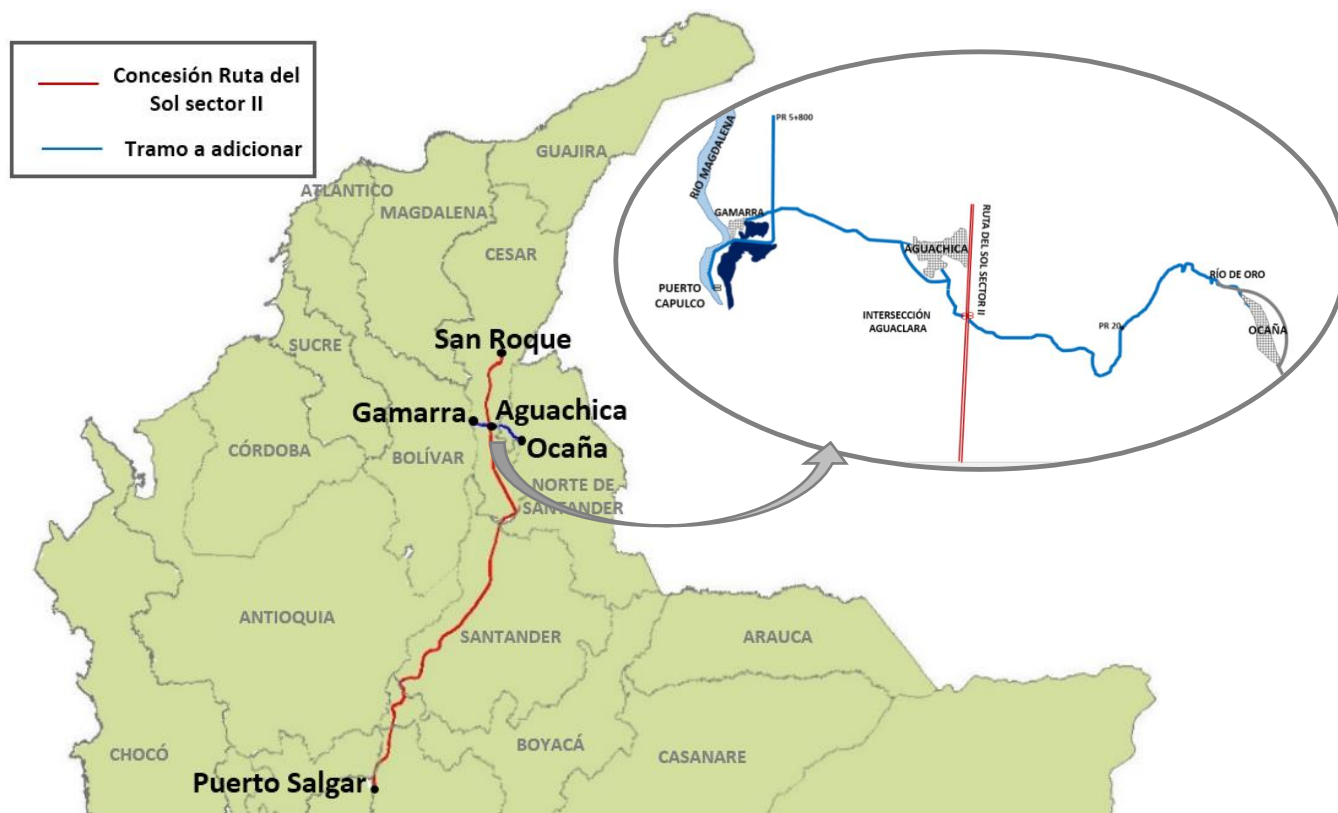 Concesión Ruta del
Sol sector II
Tramo a adicionar
GUAJIRA
ATLÁNTICO
MAGDALENA
CESAR
SUCRE
San Roque
Gamarra
Aguachica
Ocaña
CÓRDOBA
BOLÍVAR
NORTE DE
SANTANDER
ANTIOQUIA
SANTANDER
ARAUCA
CHOCÓ
BOYACÁ
CASANARE
Puerto Salgar
PR 5+800
RIO MAGDALENA
GAMARRA
PUERTO
CAPULCO
AGUACHICA
RUTA DEL SOL SECTOR II
INTERSECCIÓN
AGUACLARA
PR 20
RÍO DE ORO
OCAÑA